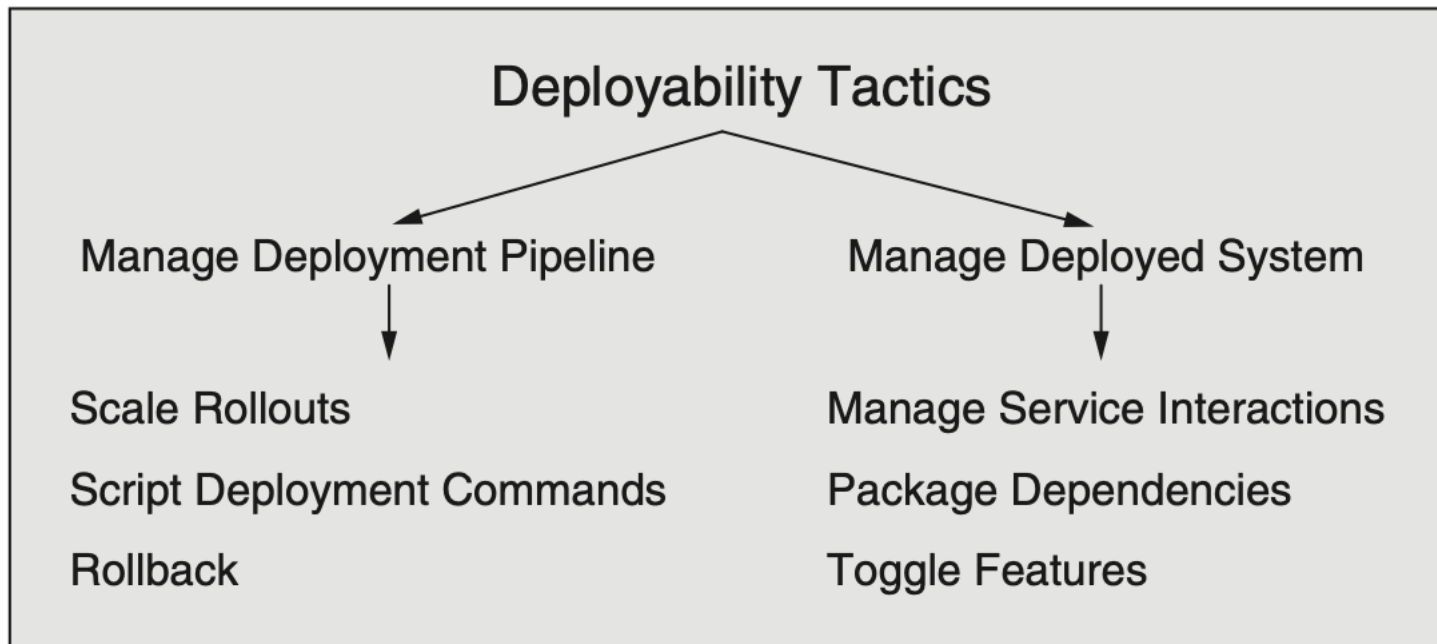 Deployability Tactics
Manage Deployment Pipeline
Scale Rollouts
Script Deployment Commands
Rollback
Manage Deployed System
Manage Service Interactions
Package Dependencies
Toggle Features